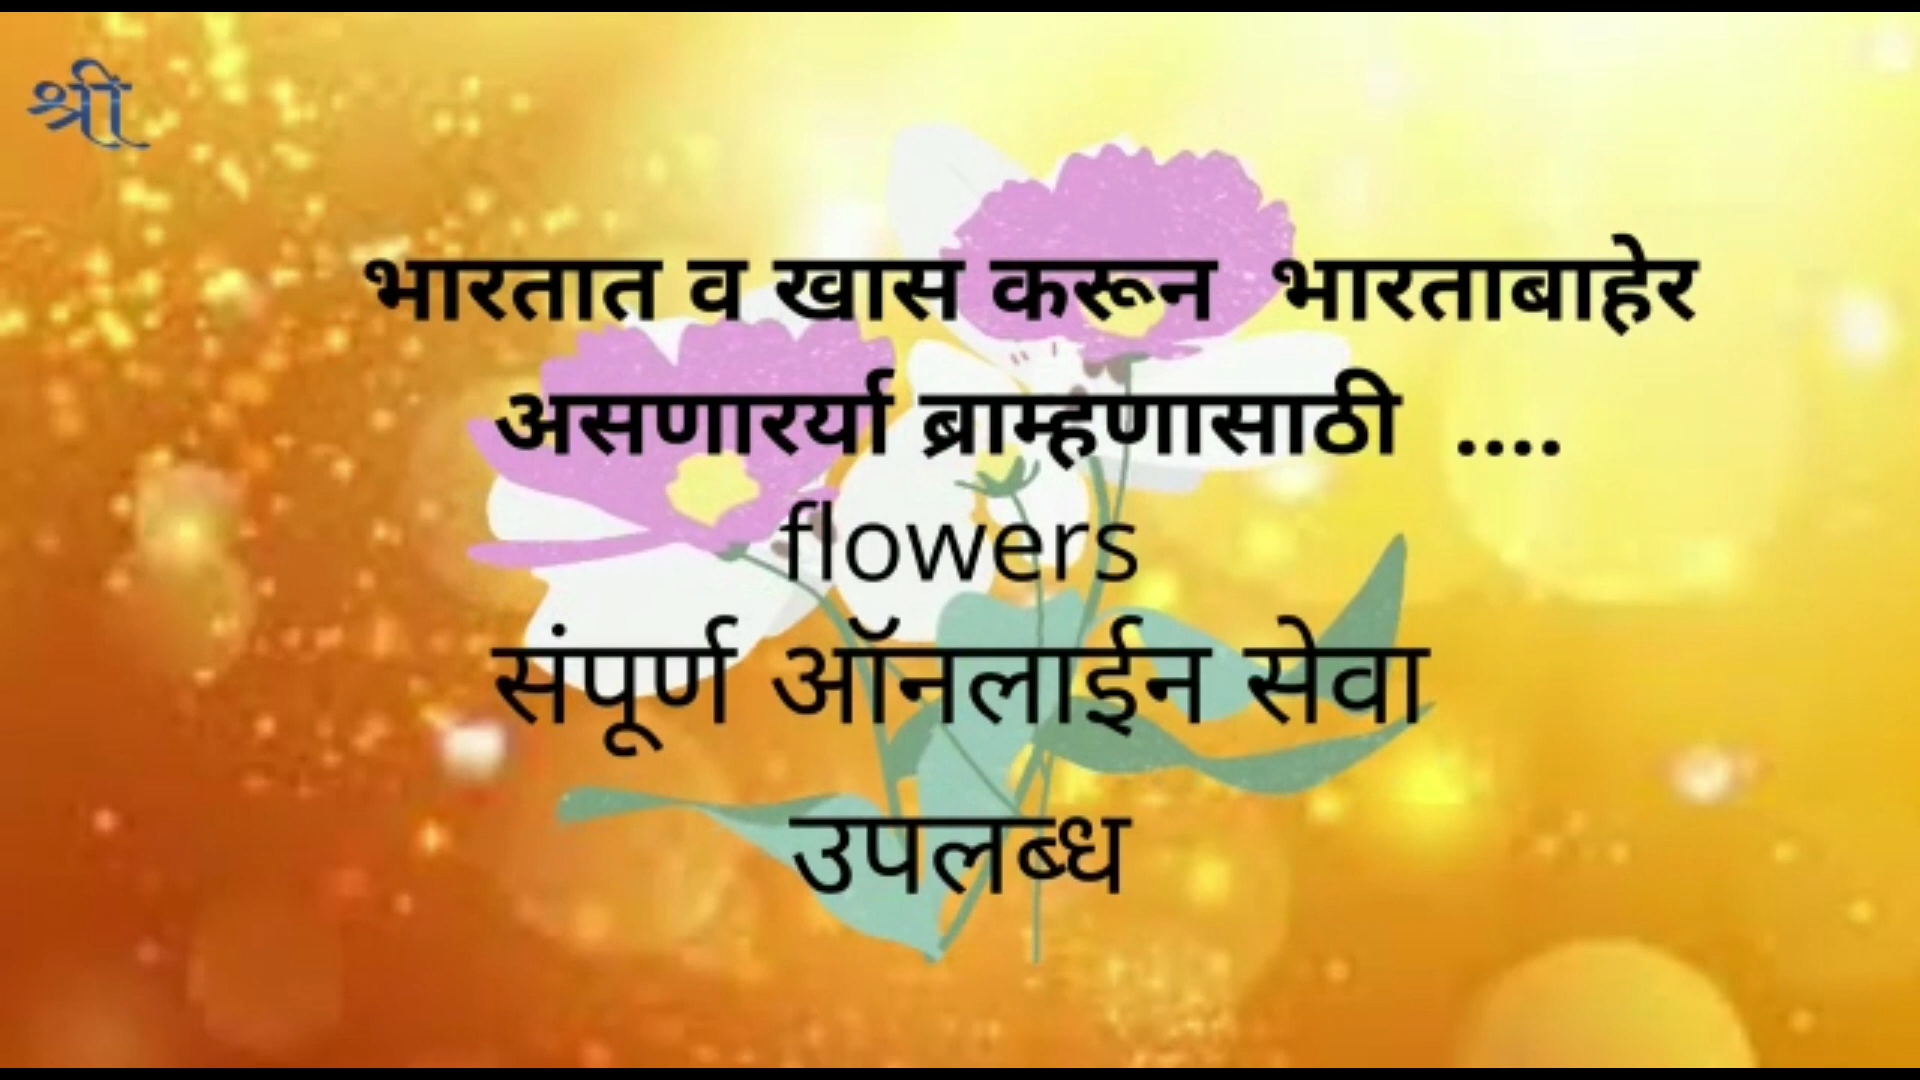 श्री
भारतात व खास करून भारताबाहेर
असणारर्या ब्राम्हणासाठी ....
flowers
संपूर्ण ऑनलाईन सेवा
उपलब्ध